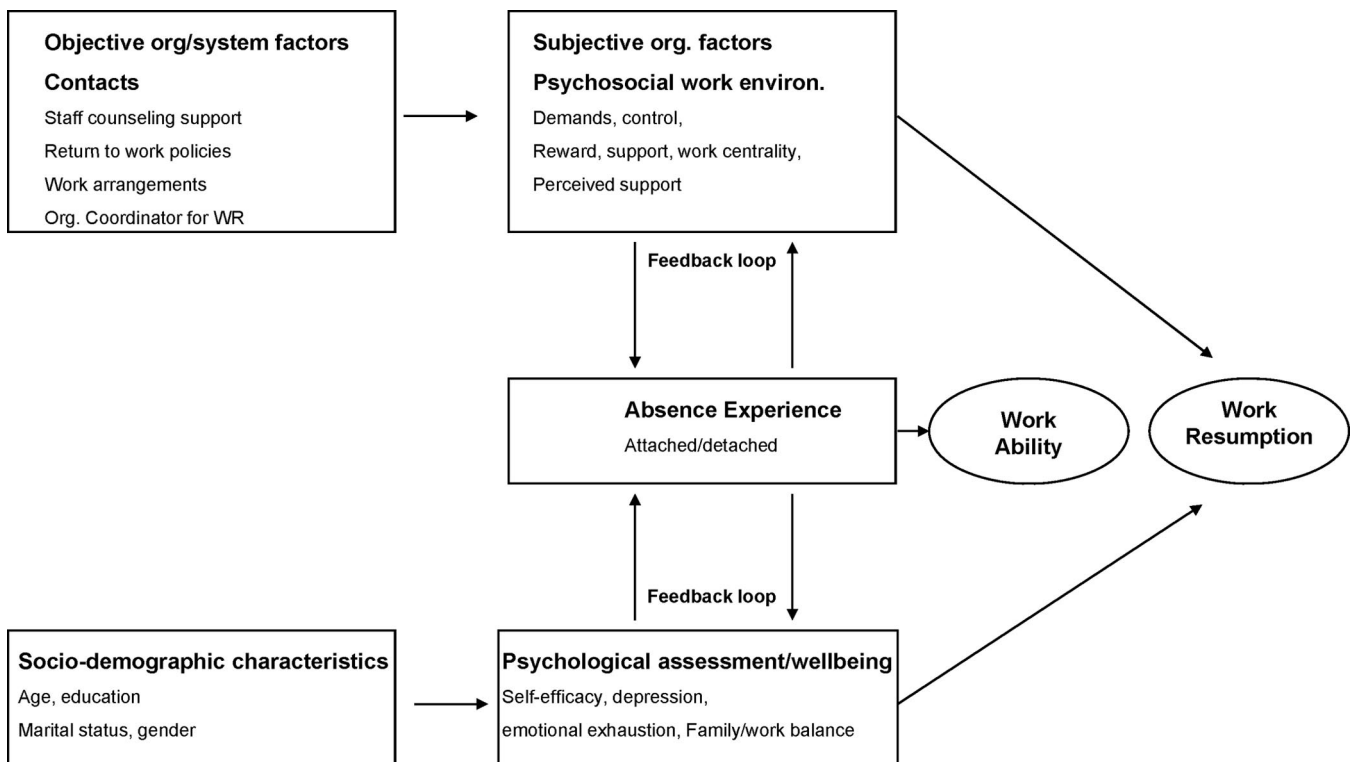 Objective org/system factors
Contacts
Staff counseling support
Return to work policies
Work arrangements
Org. Coordinator for WR
Subjective org. factors
Psychosocial work environ.
Demands, control,
Reward, support, work centrality,
Perceived support
Feedback loop
Absence Experience
Attached/detached
Work
Ability
Work
Resumption
Feedback loop
Socio-demographic characteristics
Age, education
Marital status, gender
Psychological assessment/wellbeing
Self-efficacy, depression,
emotional exhaustion, Family/work balance